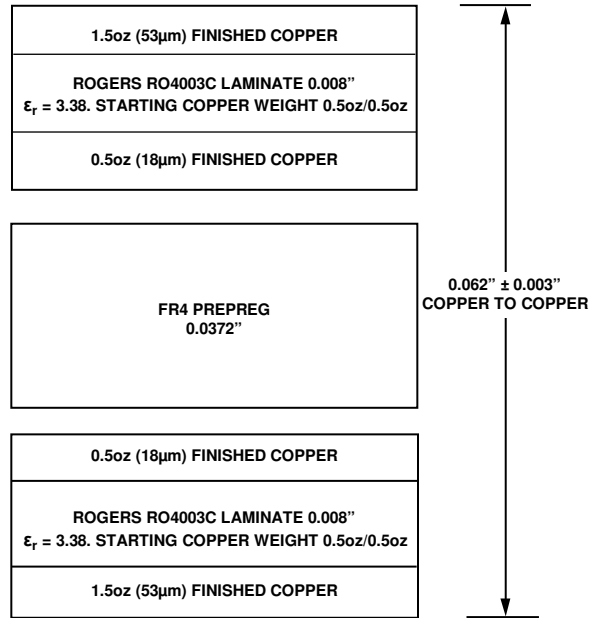 1.5oz (53µm) FINISHED COPPER
ROGERS RO4003C LAMINATE 0.008”
εr = 3.38. STARTING COPPER WEIGHT 0.5oz/0.5oz
0.5oz (18µm) FINISHED COPPER
FR4 PREPREG
0.0372”
0.062” ± 0.003”
COPPER TO COPPER
0.5oz (18µm) FINISHED COPPER
ROGERS RO4003C LAMINATE 0.008”
εr = 3.38. STARTING COPPER WEIGHT 0.5oz/0.5oz
1.5oz (53µm) FINISHED COPPER